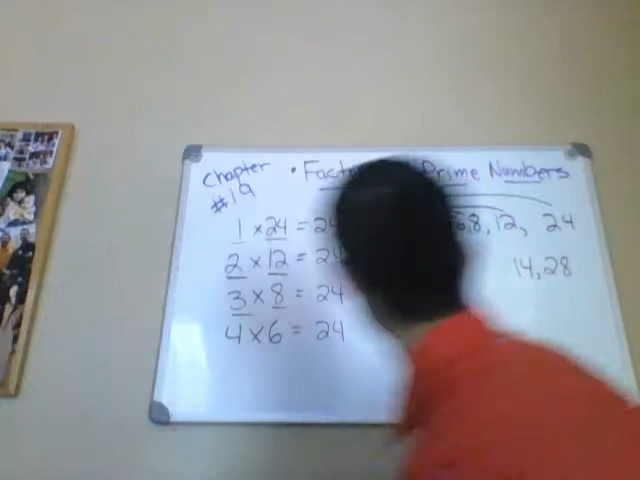 Chapter #19
• Factors Prime Numbers
1 x 24 = 24 6,8,12, 24
2 x 12 = 24 14,28
3 x 8 = 24
4 x 6 = 24